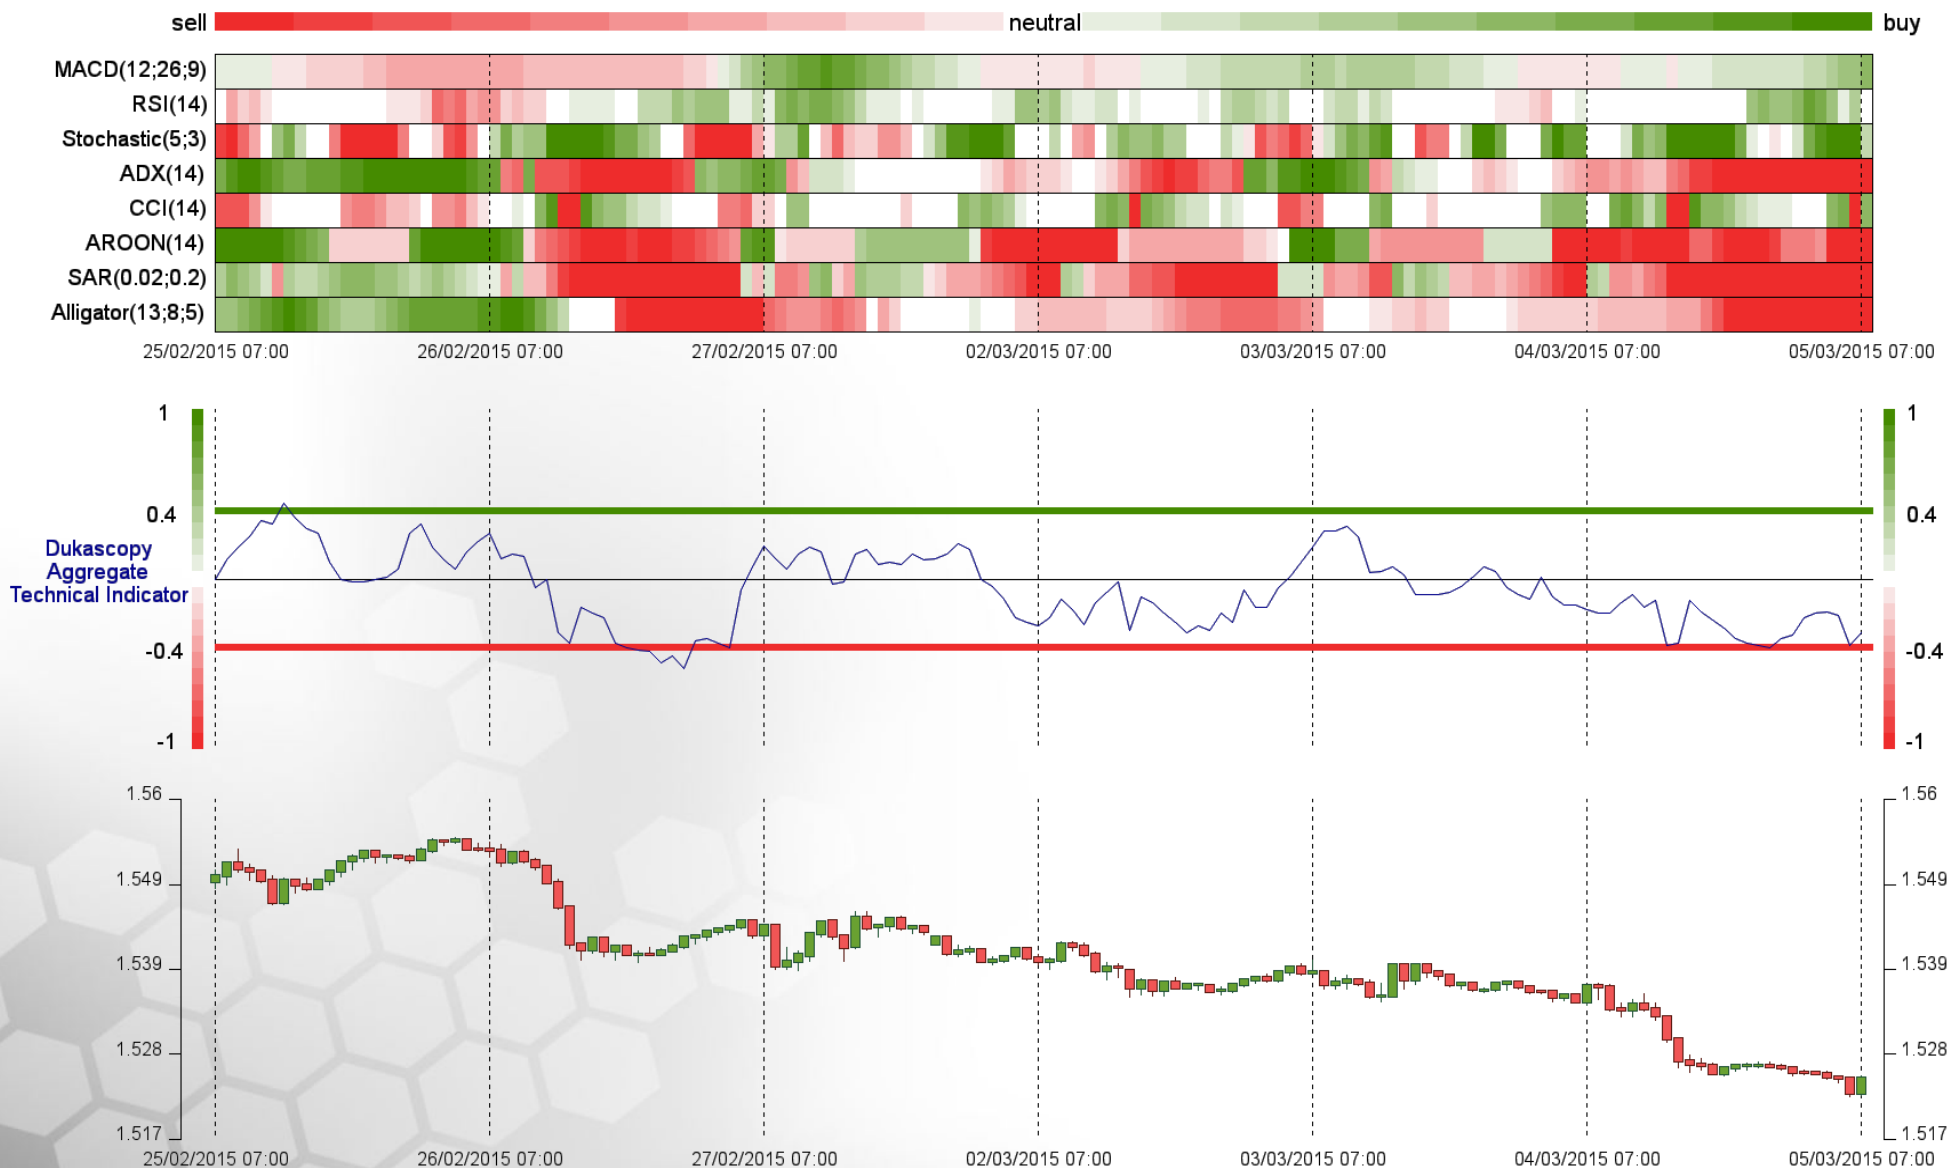 sell neutral buy
MACD(12;26;9)
RSI(14)
Stochastic(5;3)
ADX(14)
CCI(14)
AROON(14)
SAR(0.02;0.2)
Alligator(13;8;5)
25/02/2015 07:00 26/02/2015 07:00 27/02/2015 07:00 02/03/2015 07:00 03/03/2015 07:00 04/03/2015 07:00 05/03/2015 07:00
1 1
0.4 0.4
Dukascopy
Aggregate
Technical Indicator
-0.4 -0.4
-1 -1
1.56 1.56
1.549 1.549
1.539 1.539
1.528 1.528
1.517 1.517
25/02/2015 07:00 26/02/2015 07:00 27/02/2015 07:00 02/03/2015 07:00 03/03/2015 07:00 04/03/2015 07:00 05/03/2015 07:00